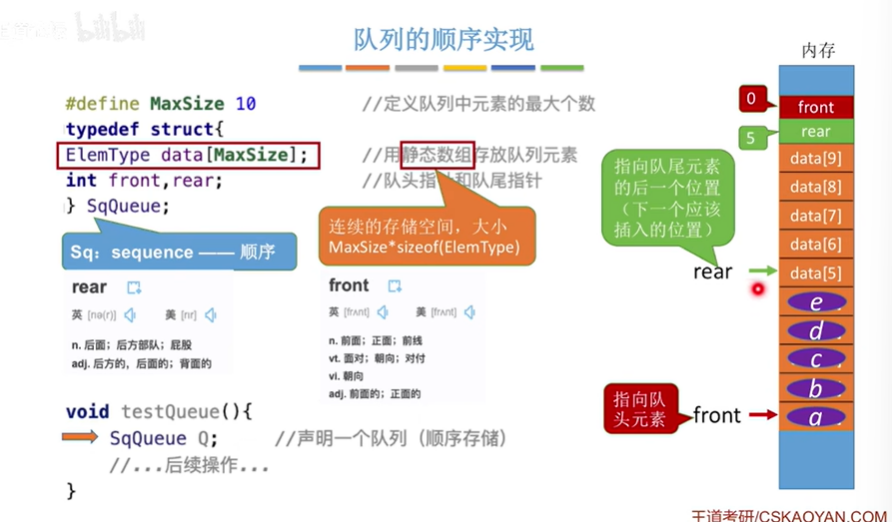 bilibili
队列的顺序实现
#define MaxSize 10 //定义队列中元素的最大个数
typedef struct{
ElemType data[MaxSize]; //用静态数组存放队列元素
int front,rear; //队头指针和队尾指针
} SqQueue;
Sq：sequence —— 顺序
连续的存储空间，大小
MaxSize*sizeof(ElemType)
rear
英 [rɪə(r)] 美 [rɪr]
n. 后面；后方部队；屁股
adj. 后方的，后面的；背面的
front
英 [frʌnt] 美 [frʌnt]
n. 前面；正面；前线
vt. 面对；朝向；对付
vi. 朝向
adj. 前面的；正面的
void testQueue(){
SqQueue Q; //声明一个队列（顺序存储）
//...后续操作...
}
内存
0
front
5
rear
data[9]
data[8]
data[7]
data[6]
data[5]
e
d
c
b
a
指向队尾元素
的后一个位置
（下一个应该
插入的位置）
rear
指向队
头元素
front
王道考研/CSKAOYAN.COM